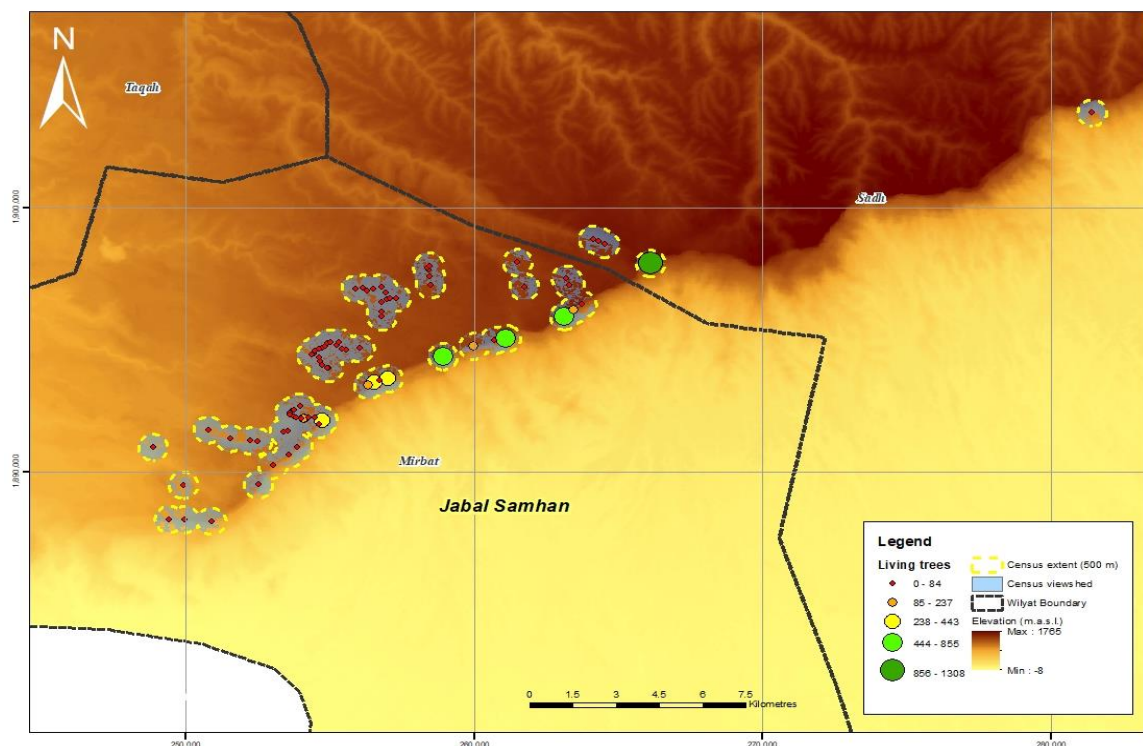 N
Taqah
Sadh
1,900,000
1,890,000
Mirbat
Jabal Samhan
Legend
Living trees
0 - 84
85 - 237
238 - 443
444 - 855
856 - 1308
Census extent (500 m)
Census viewshed
Wilyat Boundary
Elevation (m.a.s.l.)
Max : 1765
Min : -8
0 1.5 3 4.5 6 7.5
Kilometres
250,000 260,000 270,000 280,000